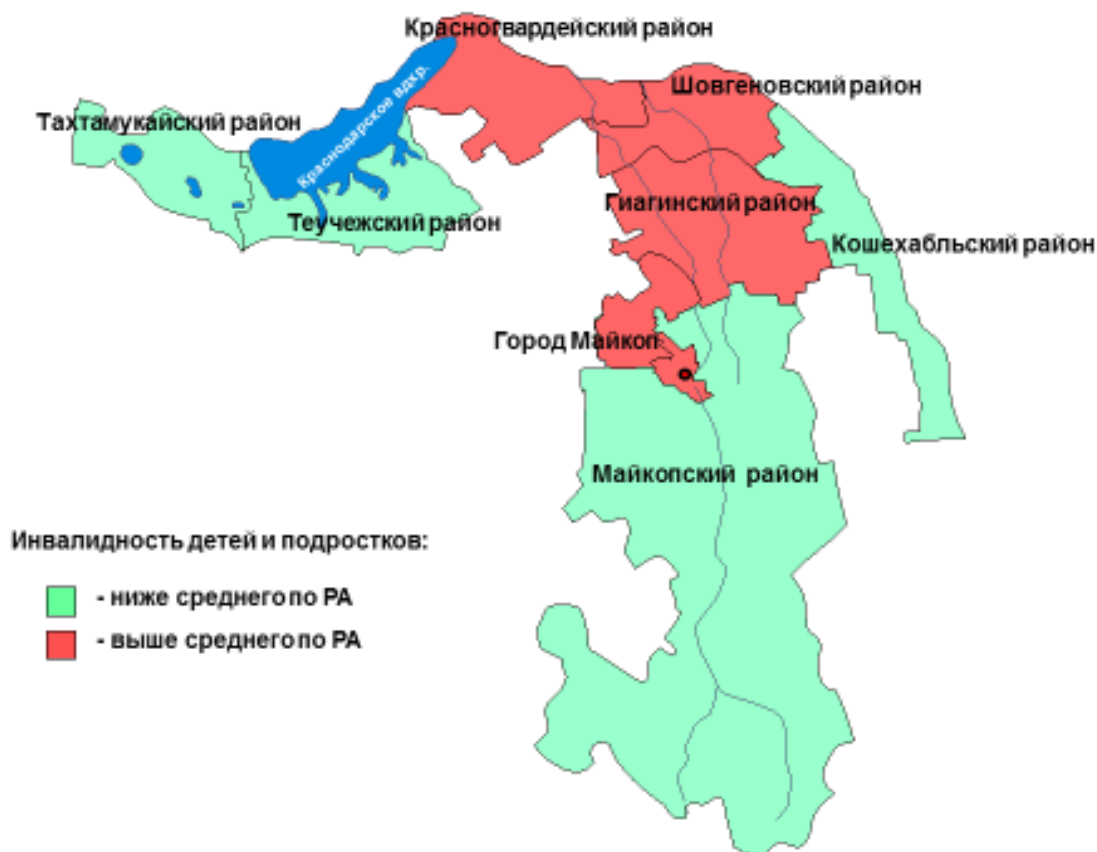 Красногвардейский район
Шовгеновский район
Тахтамукайский район
Краснодарское вдхр.
Гиагинский район
Теучежский район
Кошехабльский район
Город Майкоп
Майкопский район
Инвалидность детей и подростков:
- ниже среднего по РА
- выше среднего по РА